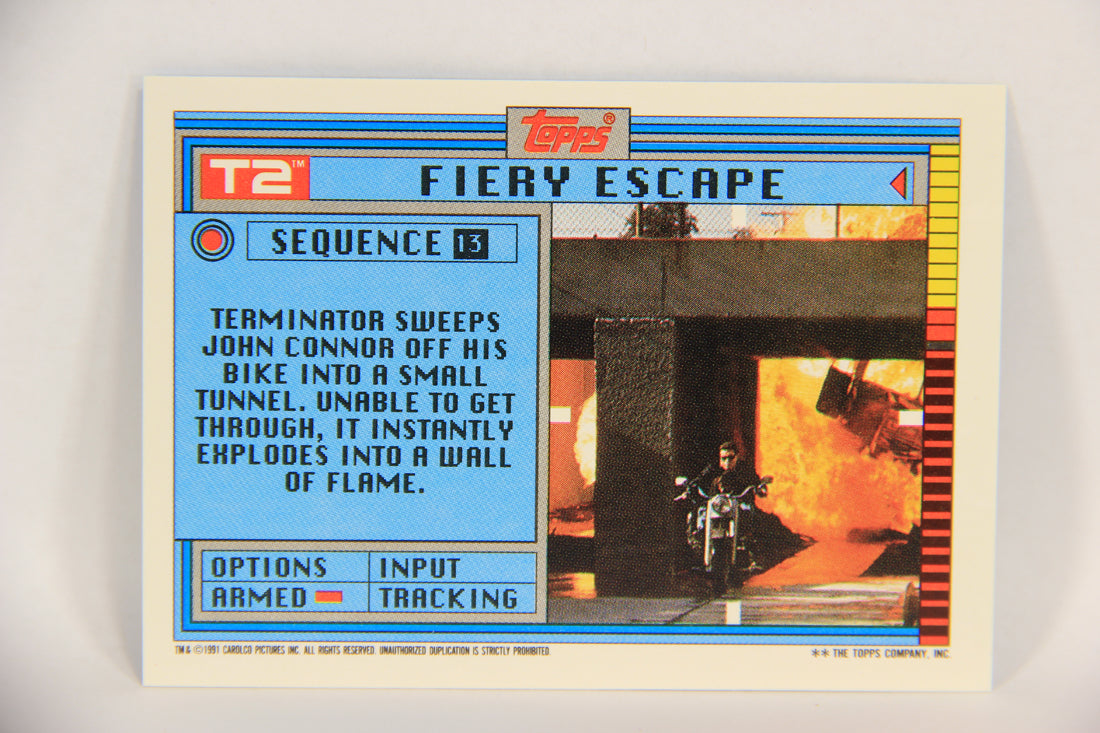 Topps®
T2™
FIERY ESCAPE
SEQUENCE 13
TERMINATOR SWEEPS
JOHN CONNOR OFF HIS
BIKE INTO A SMALL
TUNNEL. UNABLE TO GET
THROUGH, IT INSTANTLY
EXPLODES INTO A WALL
OF FLAME.
OPTIONS INPUT
ARMED TRACKING
TM & ©1991 CAROLCO PICTURES INC. ALL RIGHTS RESERVED. UNAUTHORIZED DUPLICATION IS STRICTLY PROHIBITED.
** THE TOPPS COMPANY, INC.